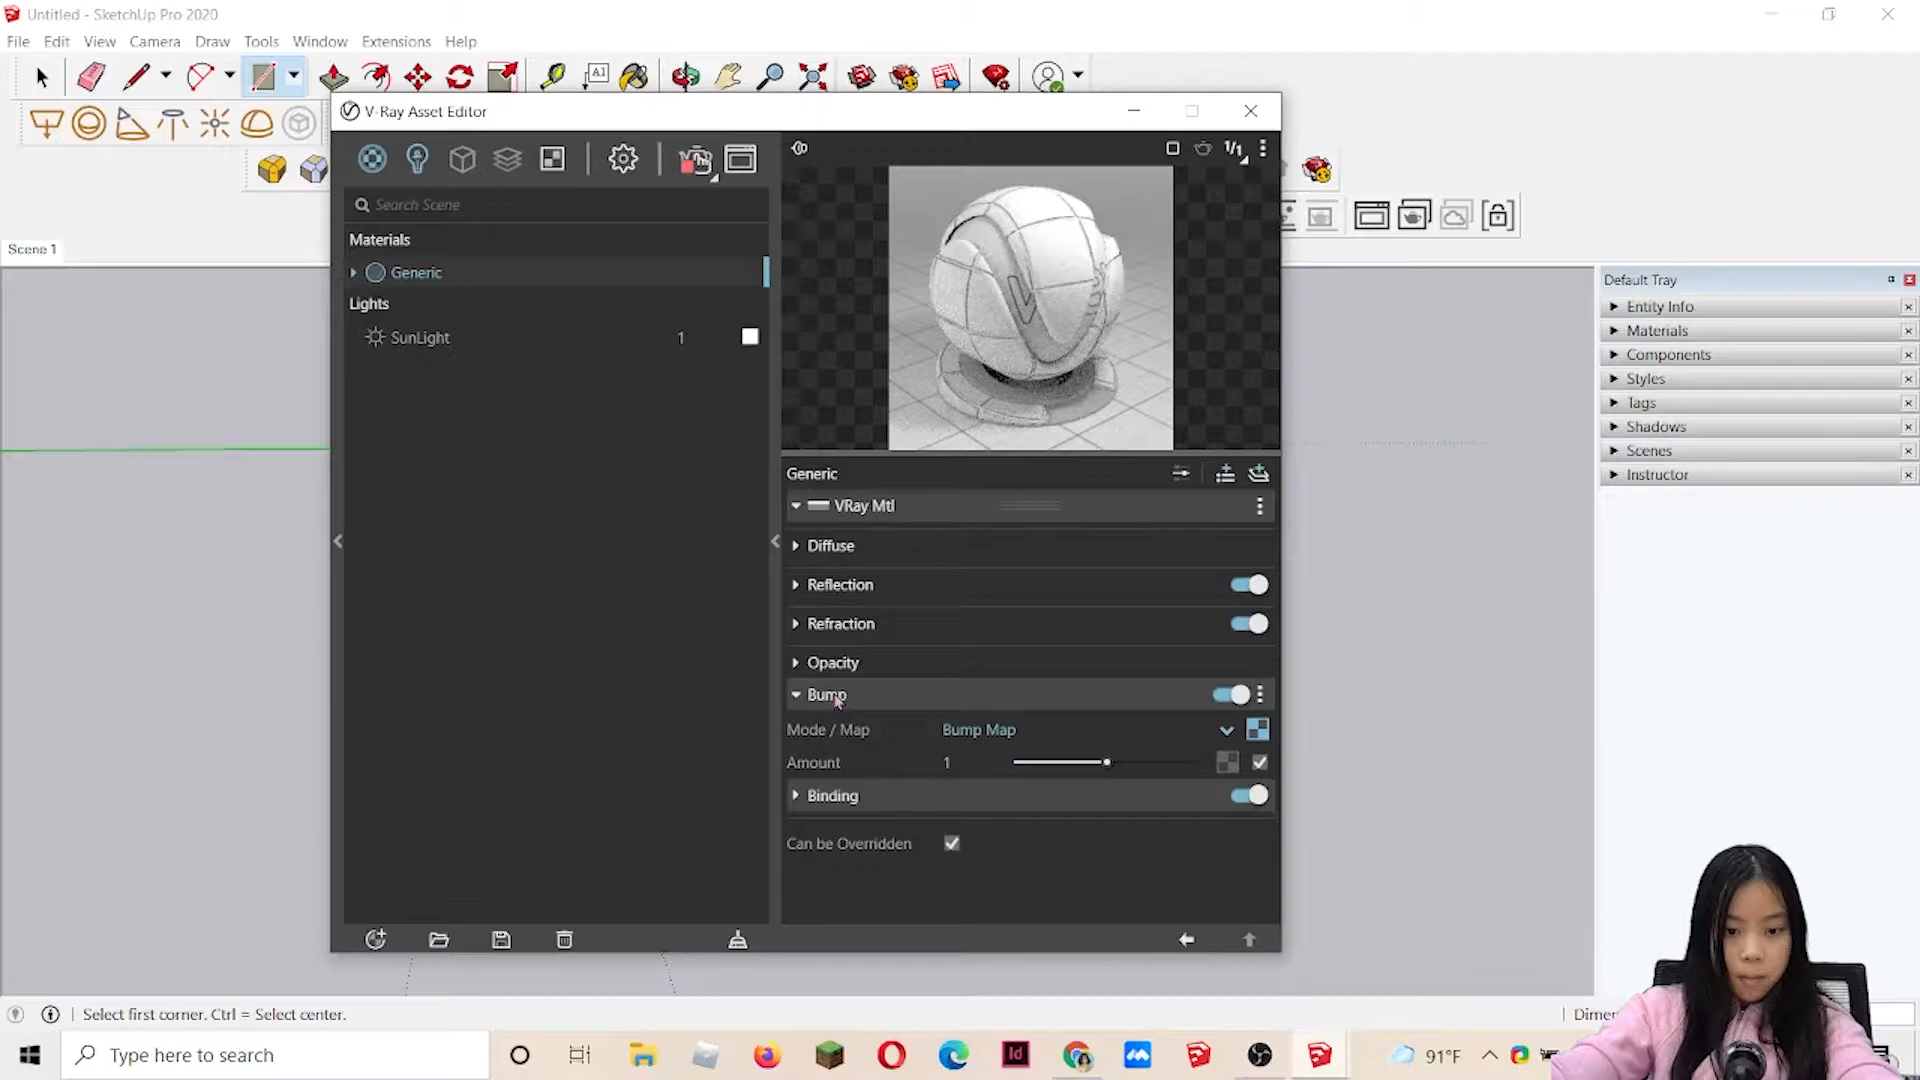 Untitled - SketchUp Pro 2020
File Edit View Camera Draw Tools Window Extensions Help
V-Ray Asset Editor
1/1
Search Scene
Materials
Generic
Lights
SunLight 1
Scene 1
Generic
VRay Mtl
Diffuse
Reflection
Refraction
Opacity
Bump
Mode / Map Bump Map
Amount 1
Binding
Can be Overridden
Default Tray
Entity Info
Materials
Components
Styles
Tags
Shadows
Scenes
Instructor
Select first corner. Ctrl = Select center.
Type here to search
Id
91°F